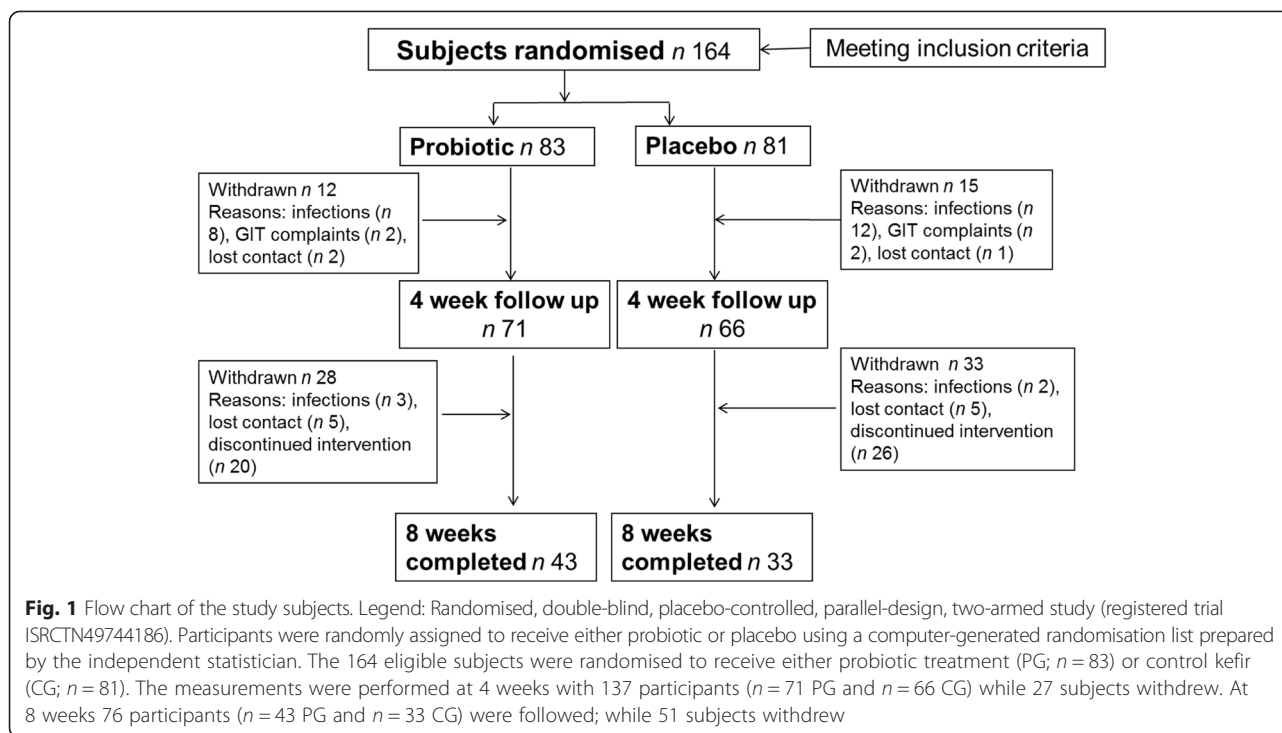 Subjects randomised n 164
Meeting inclusion criteria
Probiotic n 83
Placebo n 81
Withdrawn n 12
Reasons: infections (n
8), GIT complaints (n 2),
lost contact (n 2)
Withdrawn n 15
Reasons: infections (n
12), GIT complaints (n
2), lost contact (n 1)
4 week follow up
n 71
4 week follow up
n 66
Withdrawn n 28
Reasons: infections (n 3),
lost contact (n 5),
discontinued intervention
(n 20)
Withdrawn n 33
Reasons: infections (n 2),
lost contact (n 5),
discontinued intervention
(n 26)
8 weeks
completed n 43
8 weeks
completed n 33
Fig. 1 Flow chart of the study subjects. Legend: Randomised, double-blind, placebo-controlled, parallel-design, two-armed study (registered trial
ISRCTN49744186). Participants were randomly assigned to receive either probiotic or placebo using a computer-generated randomisation list prepared
by the independent statistician. The 164 eligible subjects were randomised to receive either probiotic treatment (PG; n = 83) or control kefir
(CG; n = 81). The measurements were performed at 4 weeks with 137 participants (n = 71 PG and n = 66 CG) while 27 subjects withdrew. At
8 weeks 76 participants (n = 43 PG and n = 33 CG) were followed; while 51 subjects withdrew